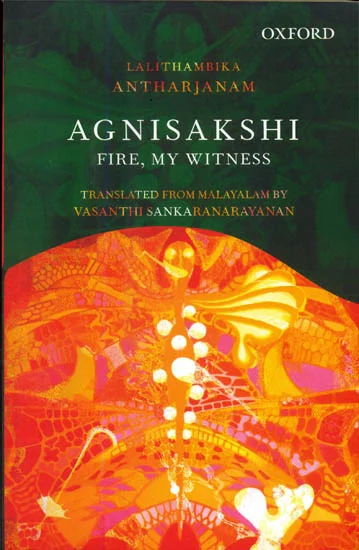 OXFORD
LALITHAMBIKA
ANTHARJANAM
AGNISAKSHI
FIRE, MY WITNESS
TRANSLATED FROM MALAYALAM BY
VASANTHI SANKARANARAYANAN